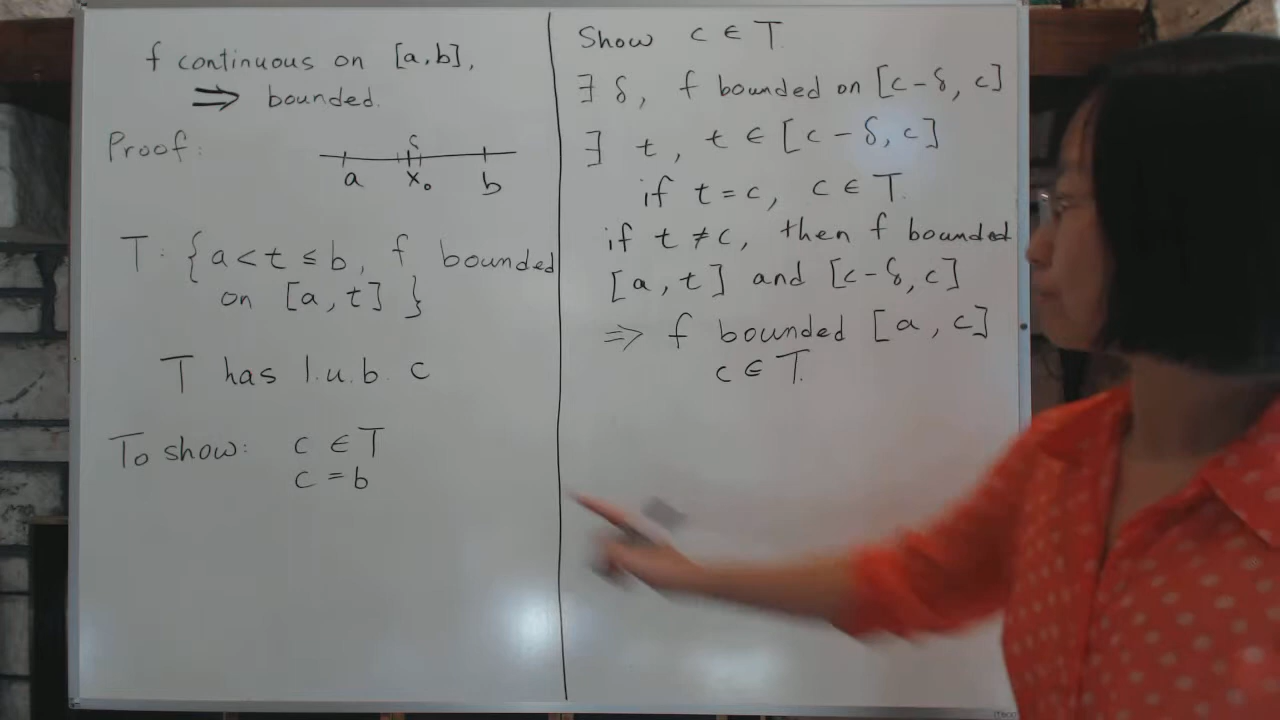 f continuous on [a,b],
⇒ bounded.
Proof:
δ
a x₀ b
T: {a<t≤b, f bounded
on [a,t] }
T has l.u.b. c
To show: c ∈ T
c = b
Show c ∈ T.
∃ δ, f bounded on [c-δ, c]
∃ t, t ∈ [c-δ, c]
if t = c, c ∈ T.
if t ≠ c, then f bounded
[a, t] and [c-δ, c]
⇒ f bounded [a, c]
c ∈ T.